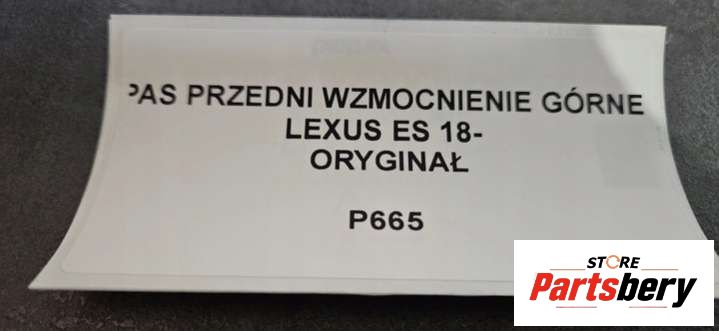 PAS PRZEDNI WZMOCNIENIE GÓRNE
LEXUS ES 18-
ORYGINAŁ
P665
STORE
Partsbery